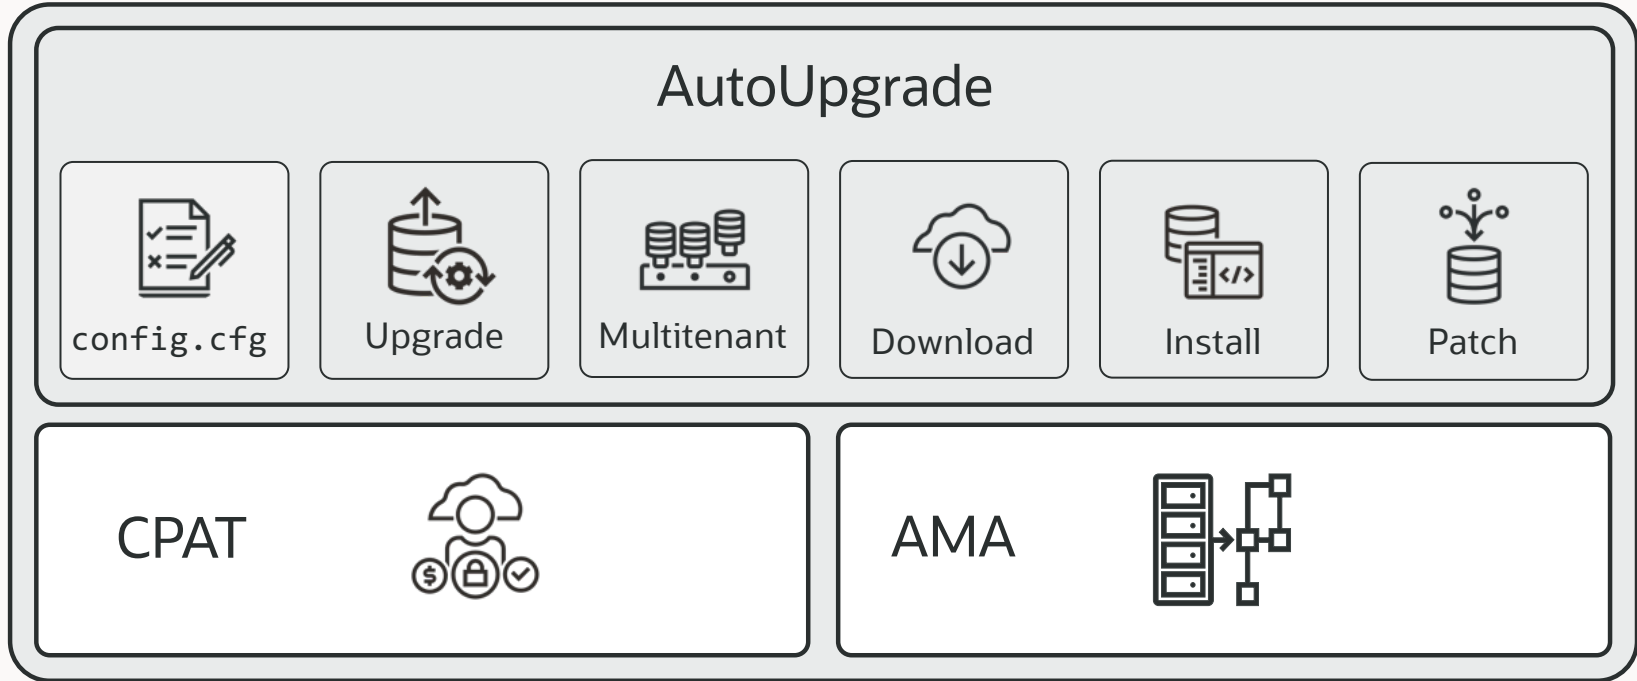 AutoUpgrade
config.cfg
Upgrade
Multitenant
Download
Install
Patch
CPAT
AMA